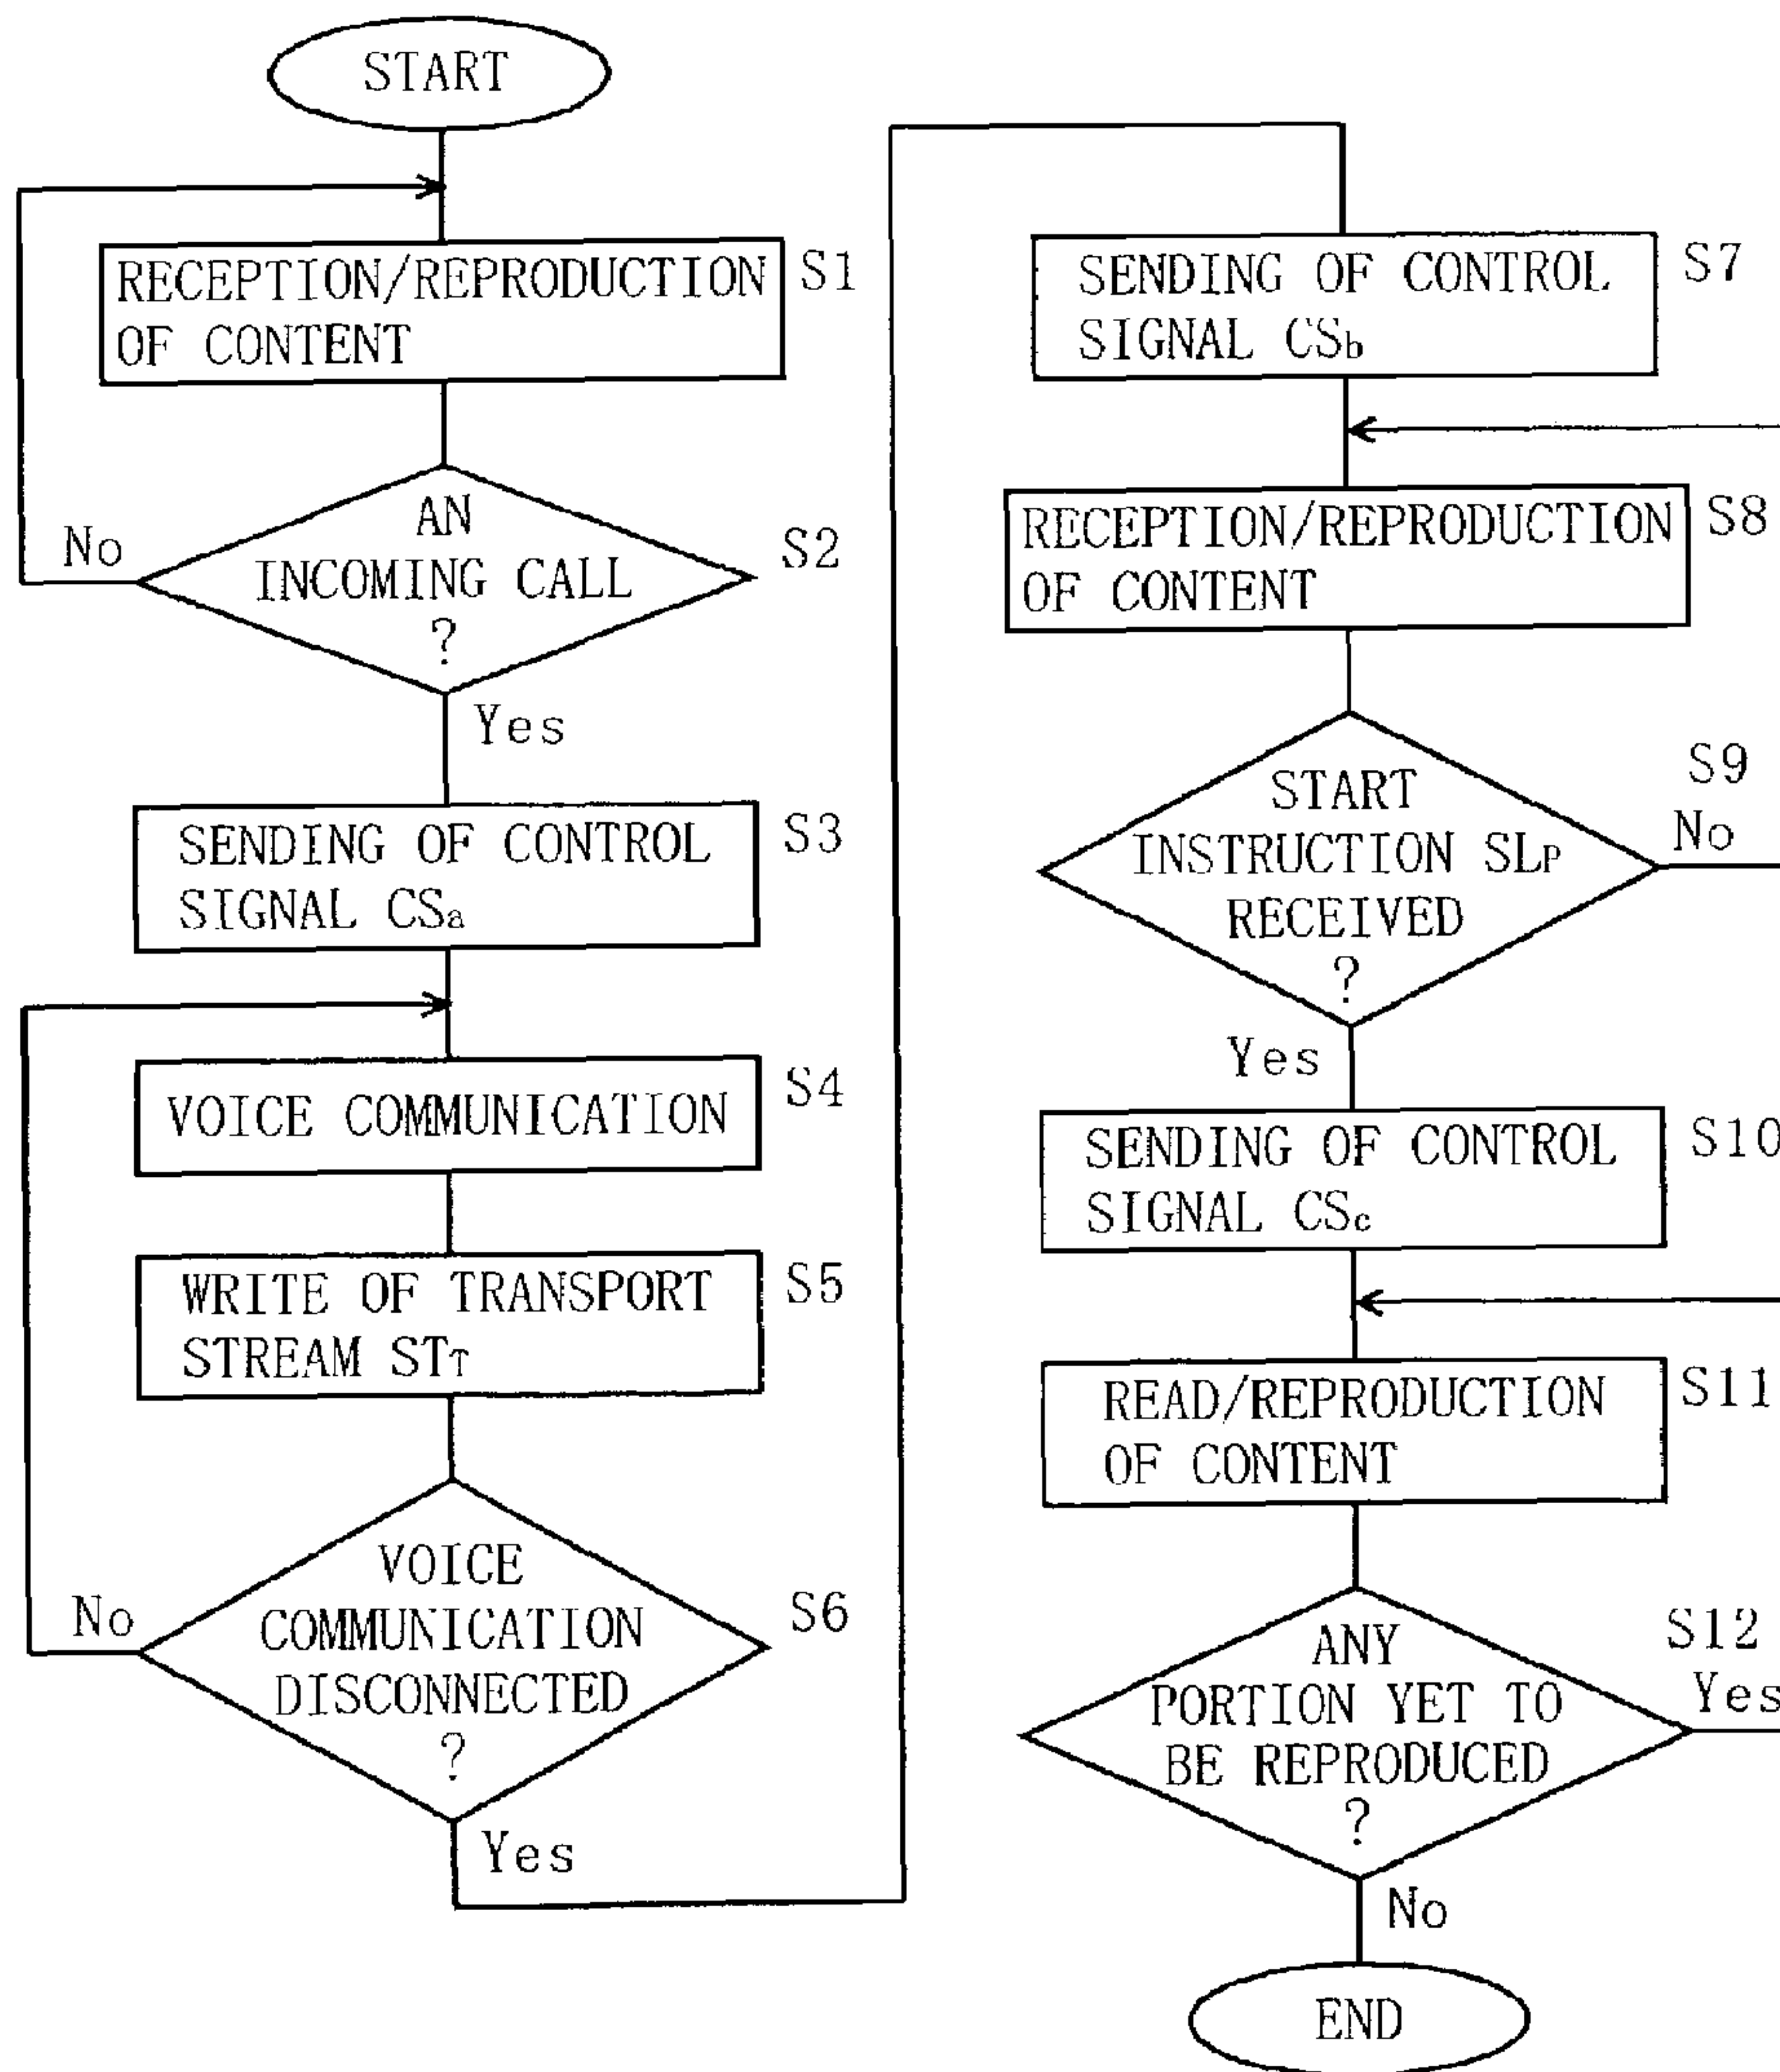 START
RECEPTION/REPRODUCTION
OF CONTENT
S1
AN
INCOMING CALL
?
S2
No
Yes
SENDING OF CONTROL
SIGNAL CSa
S3
VOICE COMMUNICATION
S4
WRITE OF TRANSPORT
STREAM STT
S5
VOICE
COMMUNICATION
DISCONNECTED
?
S6
No
Yes
SENDING OF CONTROL
SIGNAL CSb
S7
RECEPTION/REPRODUCTION
OF CONTENT
S8
START
INSTRUCTION SLP
RECEIVED
?
S9
No
Yes
SENDING OF CONTROL
SIGNAL CSc
S10
READ/REPRODUCTION
OF CONTENT
S11
ANY
PORTION YET TO
BE REPRODUCED
?
S12
Yes
No
END